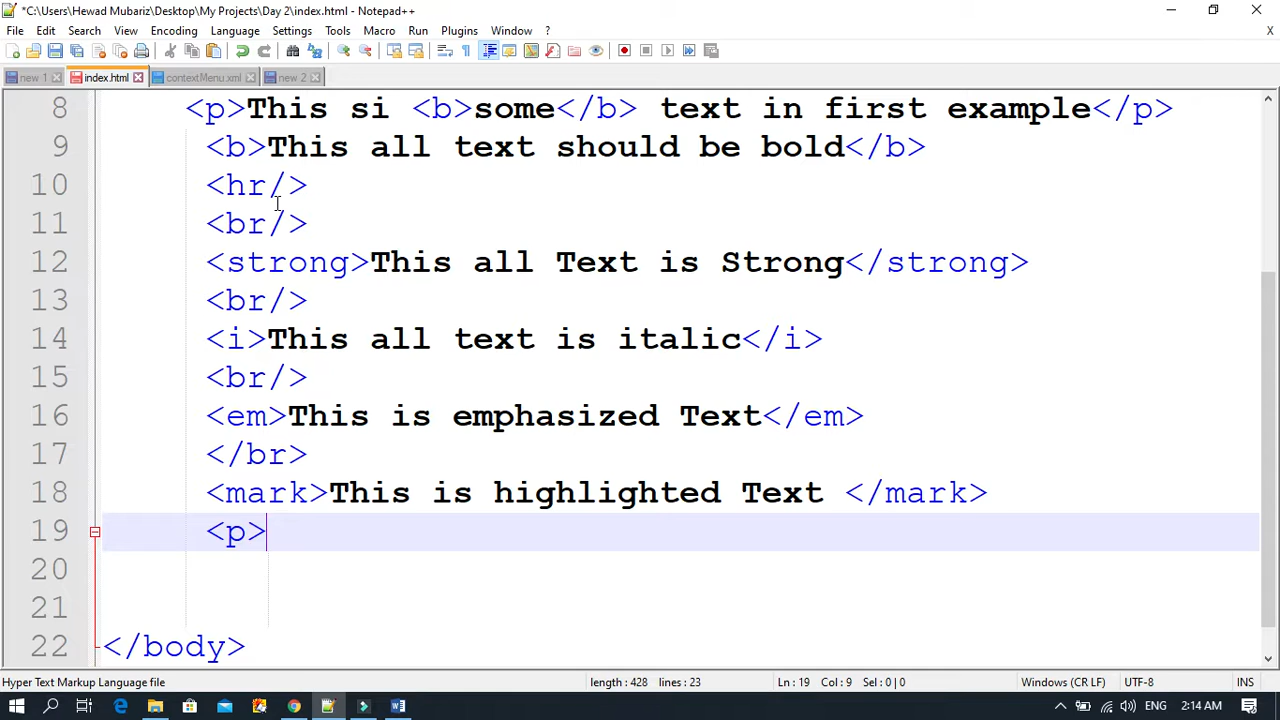 *C:\Users\Hewad Mubariz\Desktop\My Projects\Day 2\index.html - Notepad++
File Edit Search View Encoding Language Settings Tools Macro Run Plugins Window ? X
new 1 index.html contextMenu.xml new 2
8 <p>This si <b>some</b> text in first example</p>
9 <b>This all text should be bold</b>
10 <hr/>
11 <br/>
12 <strong>This all Text is Strong</strong>
13 <br/>
14 <i>This all text is italic</i>
15 <br/>
16 <em>This is emphasized Text</em>
17 </br>
18 <mark>This is highlighted Text </mark>
19 <p>
20
21
22 </body>
Hyper Text Markup Language file length : 428 lines : 23 Ln : 19 Col : 9 Sel : 0 | 0 Windows (CR LF) UTF-8 INS
ENG 2:14 AM